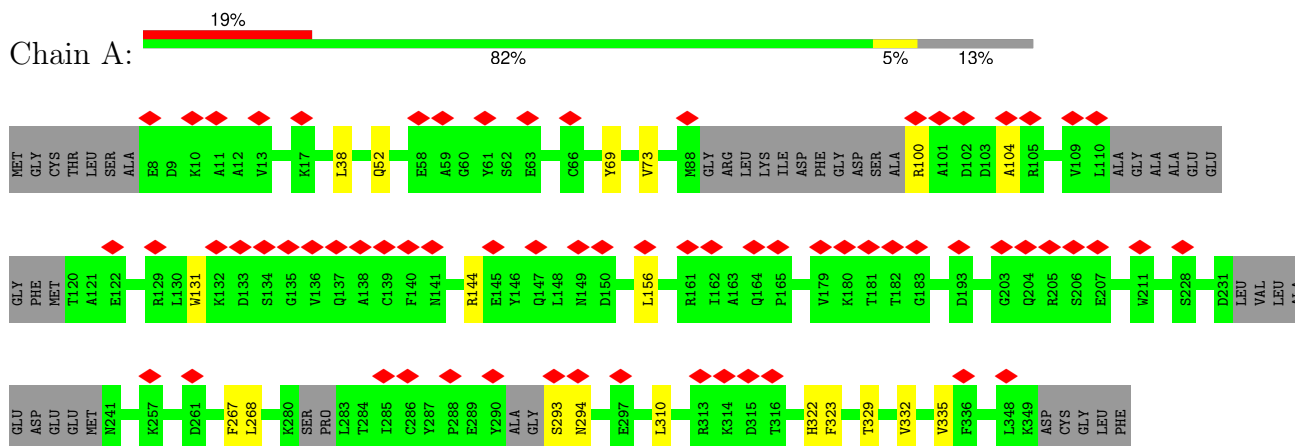 19%
Chain A:
82% 5% 13%
MET GLY CYS THR LEU SER ALA E8 D9 K10 A11 A12 V13 K17 L38 Q52 E58 A59 G60 Y61 S62 E63 C66 Y69 V73 M88 GLY ARG LEU LYS ILE ASP PHE GLY ASP SER ALA R100 A101 D102 D103 A104 R105 V109 L110 ALA GLY ALA ALA GLU GLU
GLY PHE MET T120 A121 E122 R129 L130 W131 K132 D133 S134 G135 V136 Q137 A138 C139 F140 N141 R144 E145 Y146 Q147 L148 N149 D150 L156 R161 I162 A163 Q164 P165 V179 K180 T181 T182 G183 D193 G203 Q204 R205 S206 E207 W211 S228 D231 LEU VAL LEU ALA
GLU ASP GLU GLU MET N241 K257 D261 F267 L268 K280 SER PRO L283 T284 I285 C286 Y287 P288 E289 Y290 ALA GLY S293 N294 E297 L310 R313 K314 D315 T316 H322 F323 T329 V332 V335 F336 L348 K349 ASP CYS GLY LEU PHE